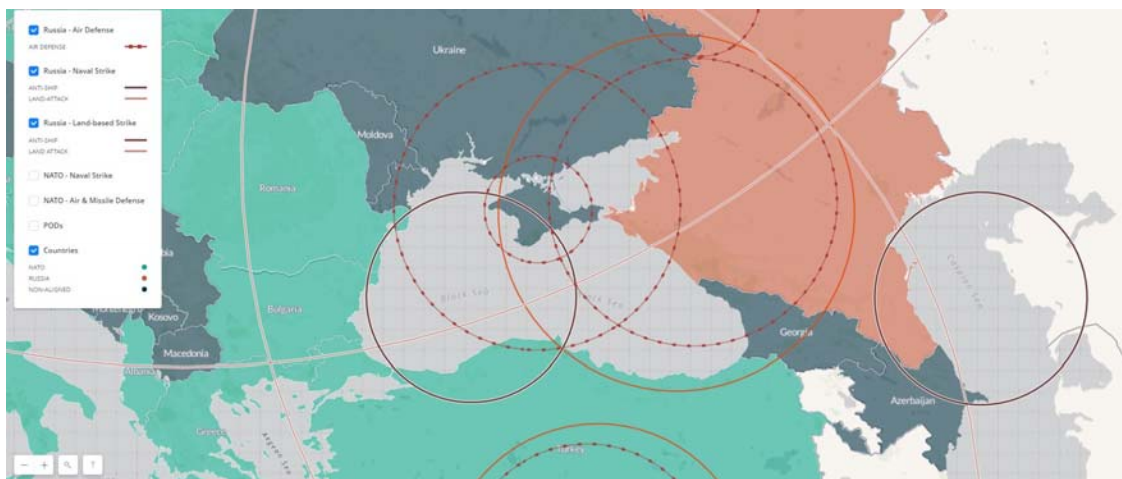 Russia - Air Defense
AIR DEFENSE
Russia - Naval Strike
ANTI-SHIP
LAND-ATTACK
Russia - Land-based Strike
ANTI-SHIP
LAND ATTACK
NATO - Naval Strike
NATO - Air & Missile Defense
PODs
Countries
NATO
RUSSIA
NON-ALIGNED
Ukraine
Moldova
Romania
Black Sea
Caspian Sea
Bulgaria
Kosovo
Georgia
Macedonia
Albania
Azerbaijan
Greece
Aegean Sea
Turkey